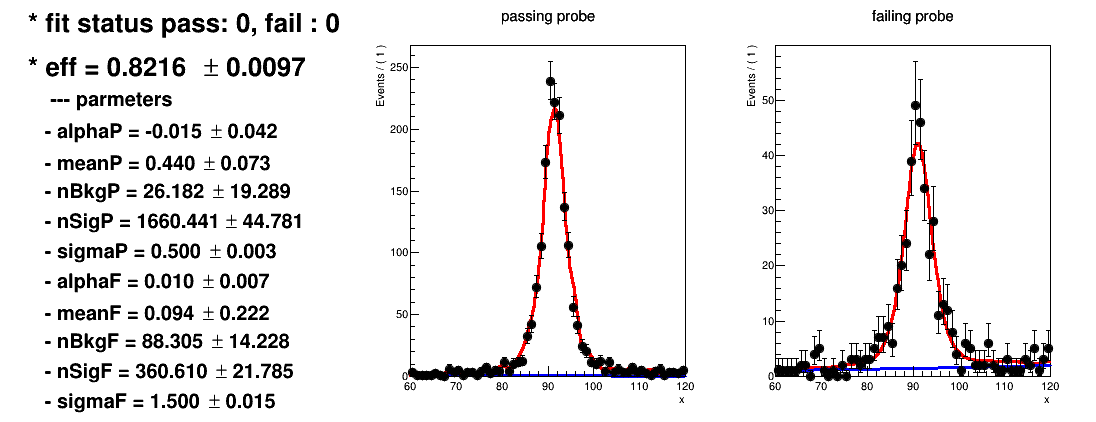 * fit status pass: 0, fail : 0
* eff = 0.8216 ± 0.0097
--- parmeters
- alphaP = -0.015 ± 0.042
- meanP = 0.440 ± 0.073
- nBkgP = 26.182 ± 19.289
- nSigP = 1660.441 ± 44.781
- sigmaP = 0.500 ± 0.003
- alphaF = 0.010 ± 0.007
- meanF = 0.094 ± 0.222
- nBkgF = 88.305 ± 14.228
- nSigF = 360.610 ± 21.785
- sigmaF = 1.500 ± 0.015
passing probe
Events / ( 1 )
250
200
150
100
50
0
60 70 80 90 100 110 120
x
failing probe
Events / ( 1 )
50
40
30
20
10
0
60 70 80 90 100 110 120
x